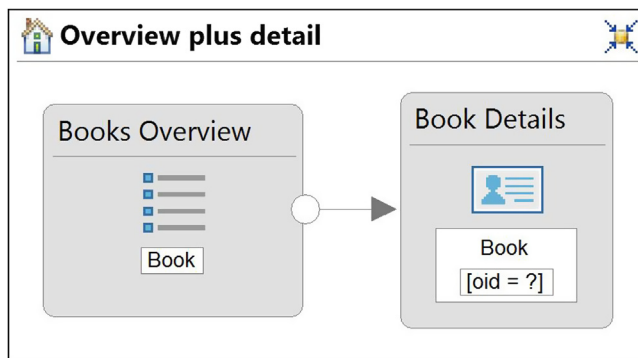 Overview plus detail
Books Overview
Book
Book Details
Book
[oid = ?]